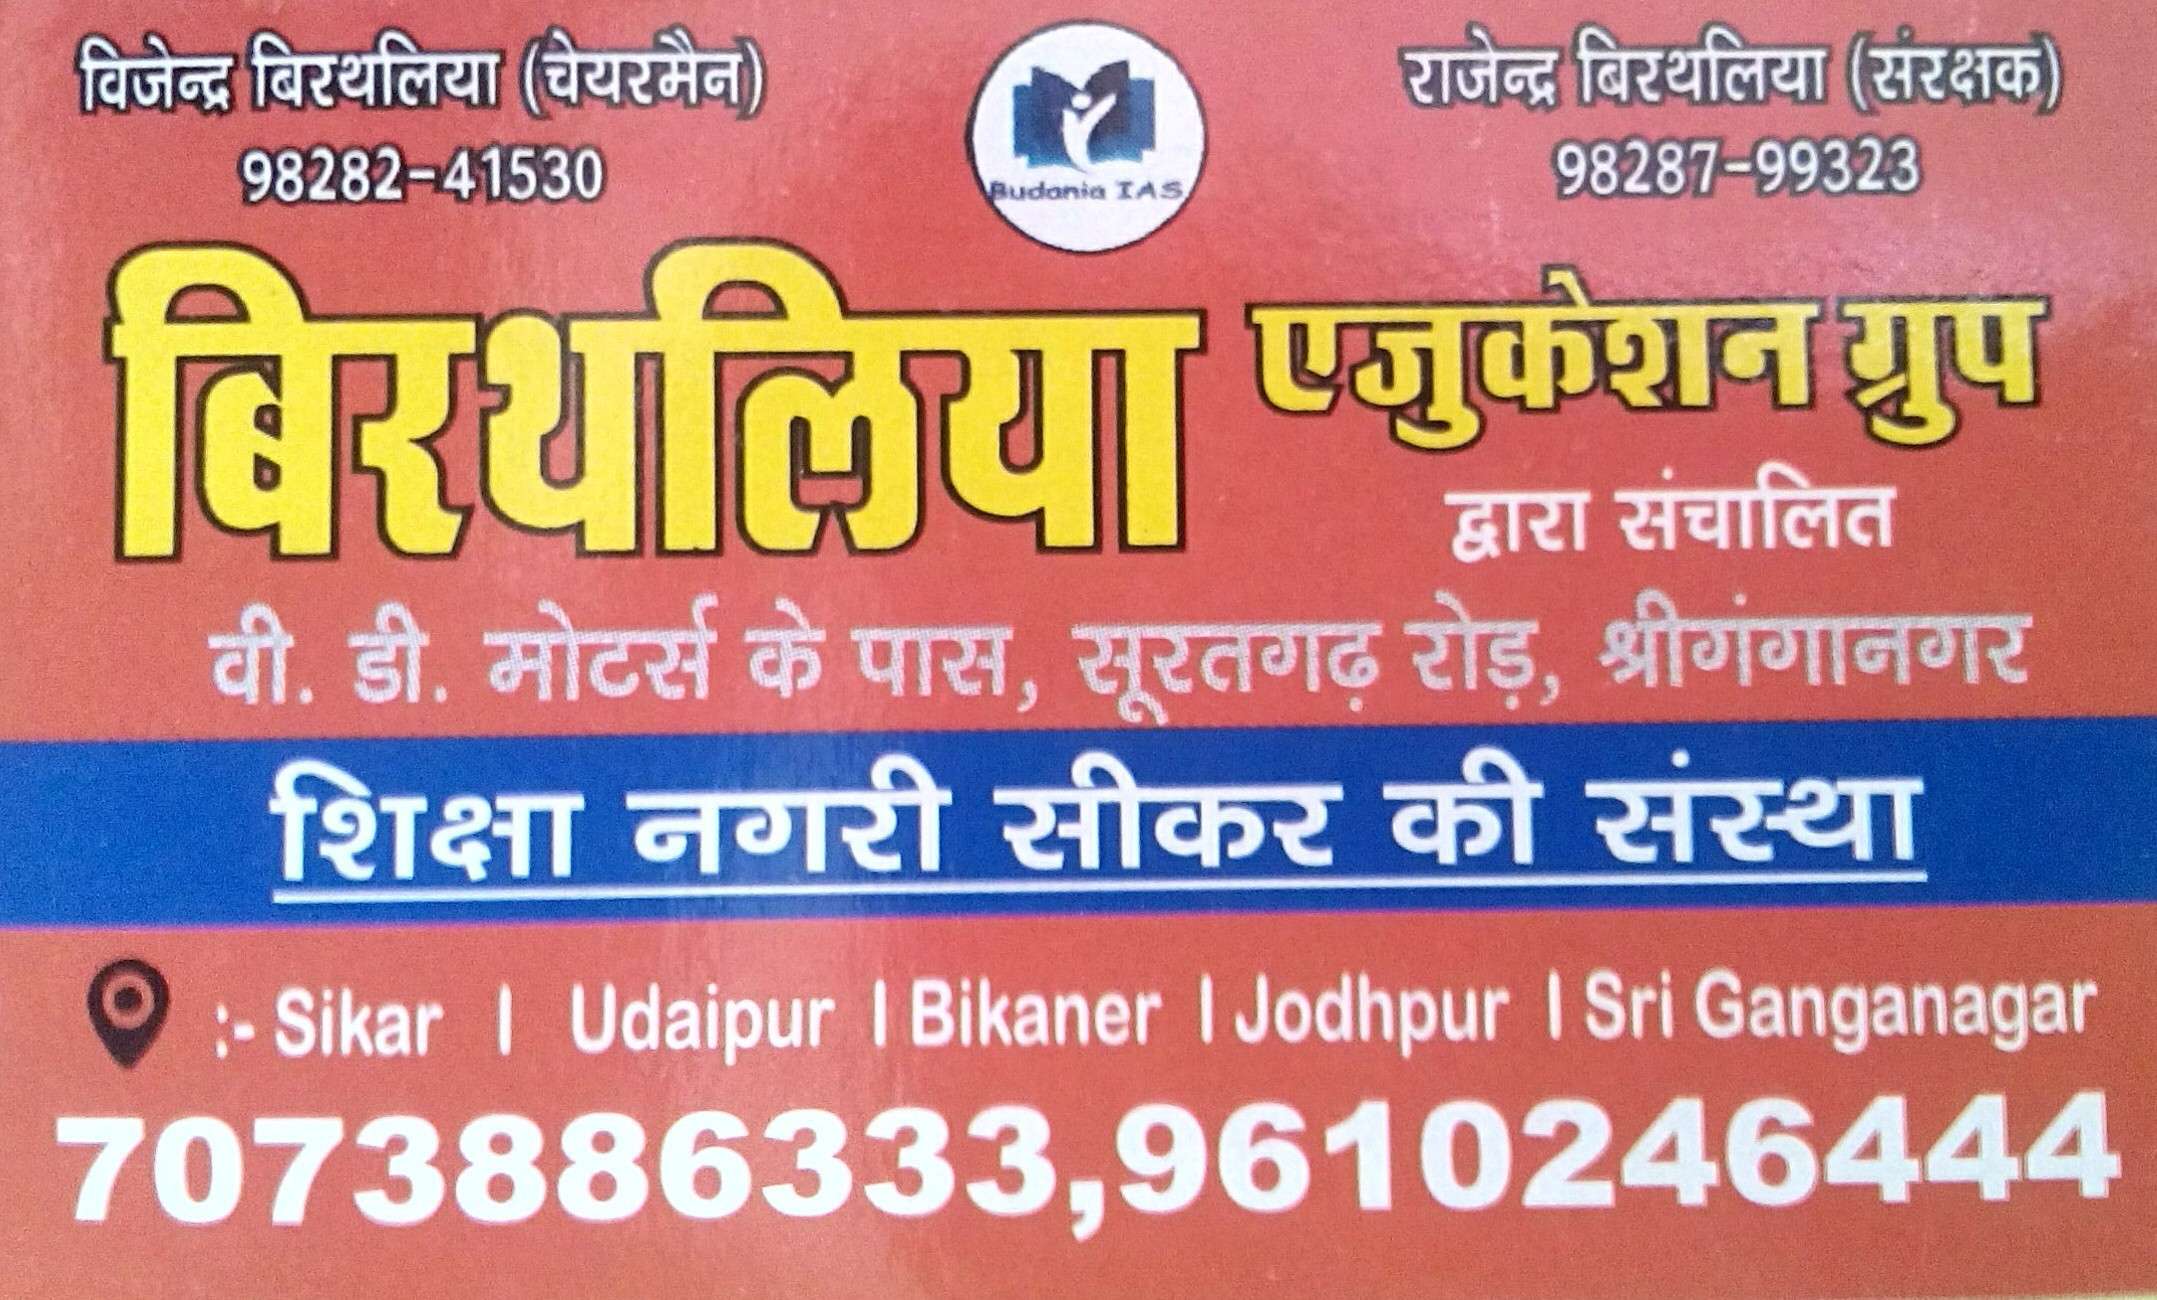 विजेन्द्र बिरथलिया (चेयरमैन)
98282-41530
Budania IAS
राजेन्द्र बिरथलिया (संरक्षक)
98287-99323
बिरथलिया एजुकेशन ग्रुप
द्वारा संचालित
वी. डी. मोटर्स के पास, सूरतगढ़ रोड़, श्रीगंगानगर
शिक्षा नगरी सीकर की संस्था
:- Sikar | Udaipur | Bikaner | Jodhpur | Sri Ganganagar
7073886333,9610246444